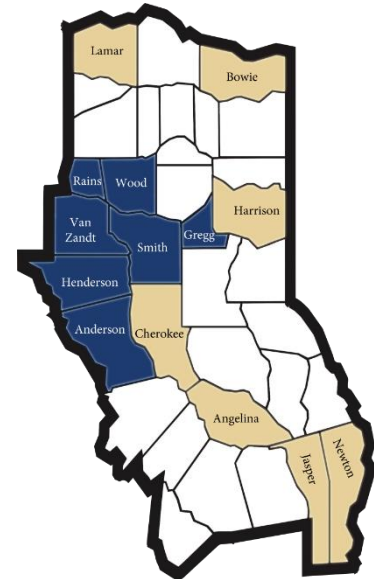 Lamar
Bowie
Rains
Wood
Harrison
Van
Zandt
Smith
Gregg
Henderson
Anderson
Cherokee
Angelina
Jasper
Newton